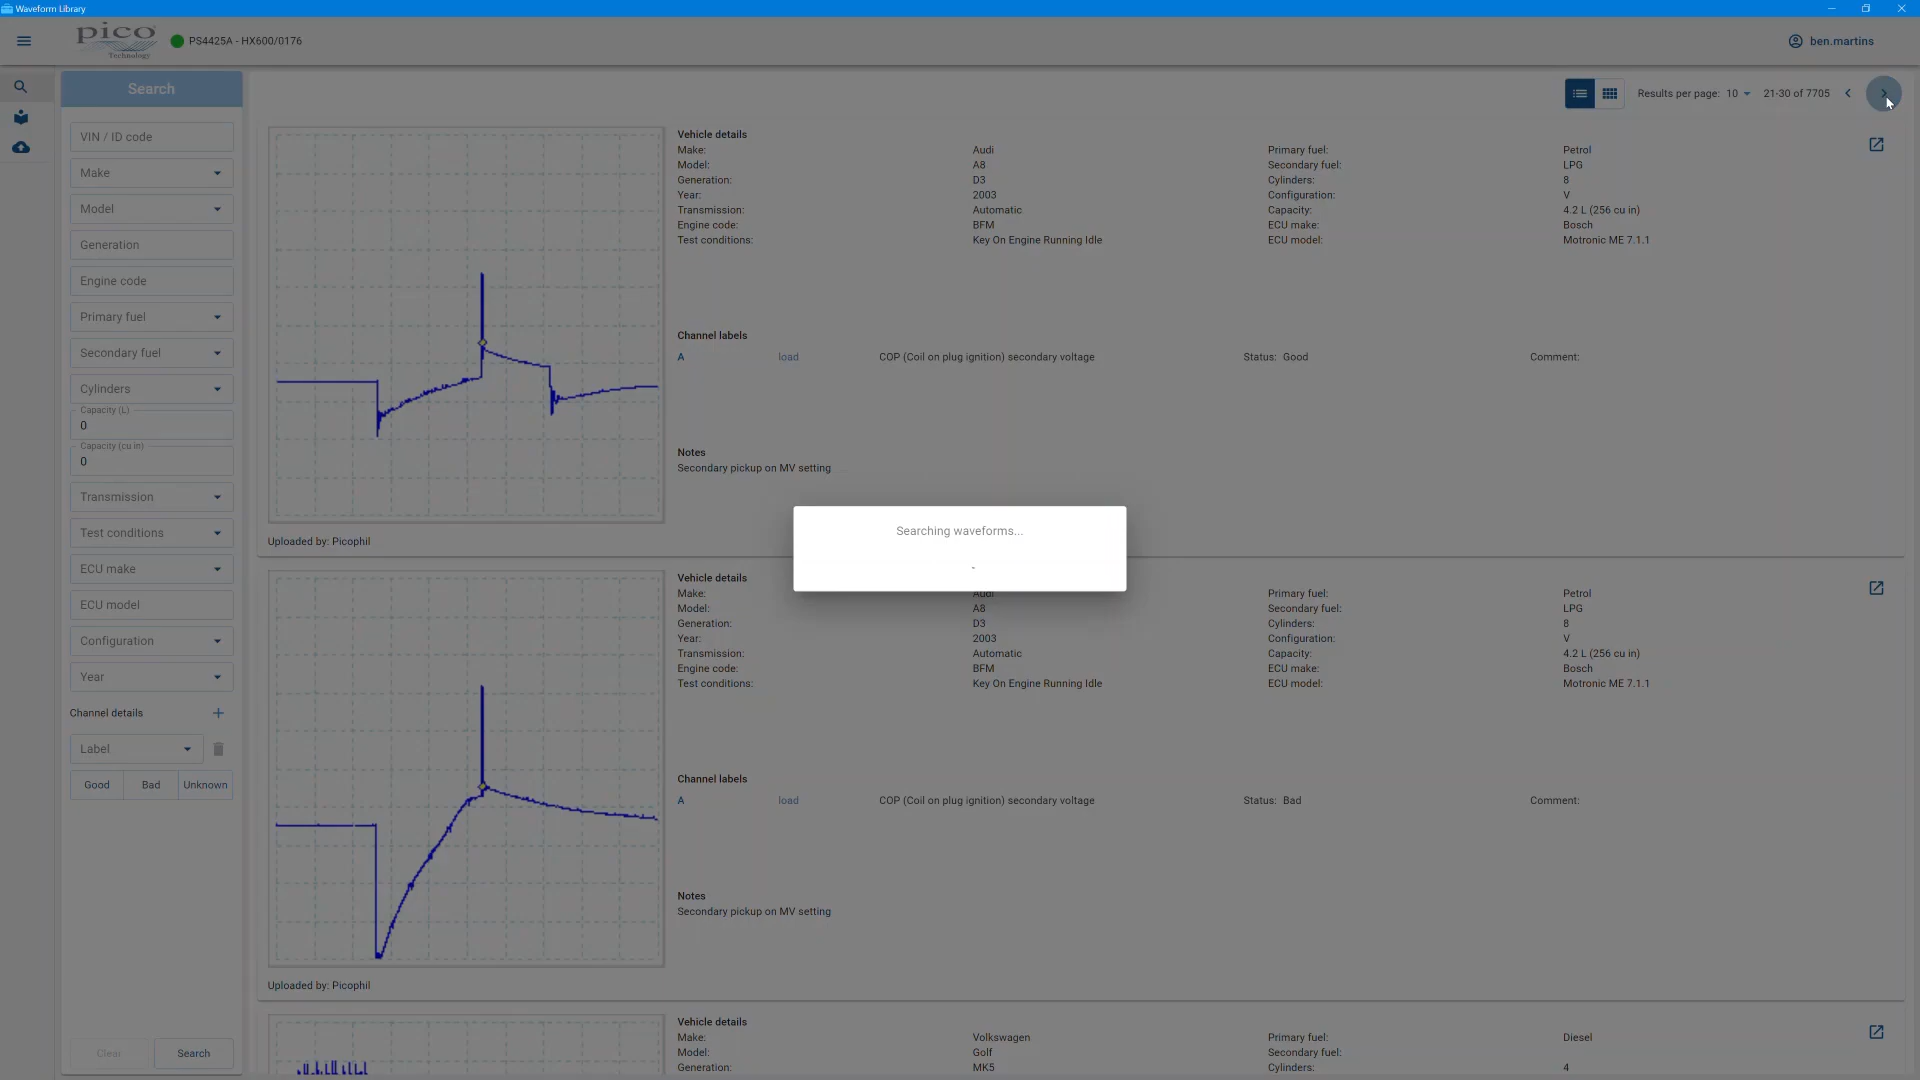 Waveform Library
pico
Technology
PS4425A - HX600/0176
ben.martins
Search
VIN / ID code
Make
Model
Generation
Engine code
Primary fuel
Secondary fuel
Cylinders
Capacity (L)
0
Capacity (cu in)
0
Transmission
Test conditions
ECU make
ECU model
Configuration
Year
Channel details
Label
Good Bad Unknown
Clear Search
Results per page: 10 21-30 of 7705
Vehicle details
Make: Audi Primary fuel: Petrol
Model: A8 Secondary fuel: LPG
Generation: D3 Cylinders: 8
Year: 2003 Configuration: V
Transmission: Automatic Capacity: 4.2 L (256 cu in)
Engine code: BFM ECU make: Bosch
Test conditions: Key On Engine Running Idle ECU model: Motronic ME 7.1.1
Channel labels
A load COP (Coil on plug ignition) secondary voltage Status: Good Comment:
Notes
Secondary pickup on MV setting
Uploaded by: Picophil
Searching waveforms...
Vehicle details
Make: Audi Primary fuel: Petrol
Model: A8 Secondary fuel: LPG
Generation: D3 Cylinders: 8
Year: 2003 Configuration: V
Transmission: Automatic Capacity: 4.2 L (256 cu in)
Engine code: BFM ECU make: Bosch
Test conditions: Key On Engine Running Idle ECU model: Motronic ME 7.1.1
Channel labels
A load COP (Coil on plug ignition) secondary voltage Status: Bad Comment:
Notes
Secondary pickup on MV setting
Uploaded by: Picophil
Vehicle details
Make: Volkswagen Primary fuel: Diesel
Model: Golf Secondary fuel:
Generation: MK5 Cylinders: 4